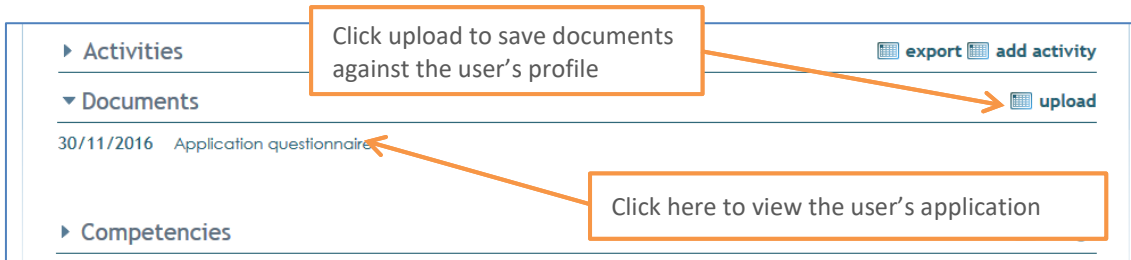 Click upload to save documents
against the user's profile
Activities
export add activity
Documents
upload
30/11/2016 Application questionnaire
Click here to view the user's application
Competencies